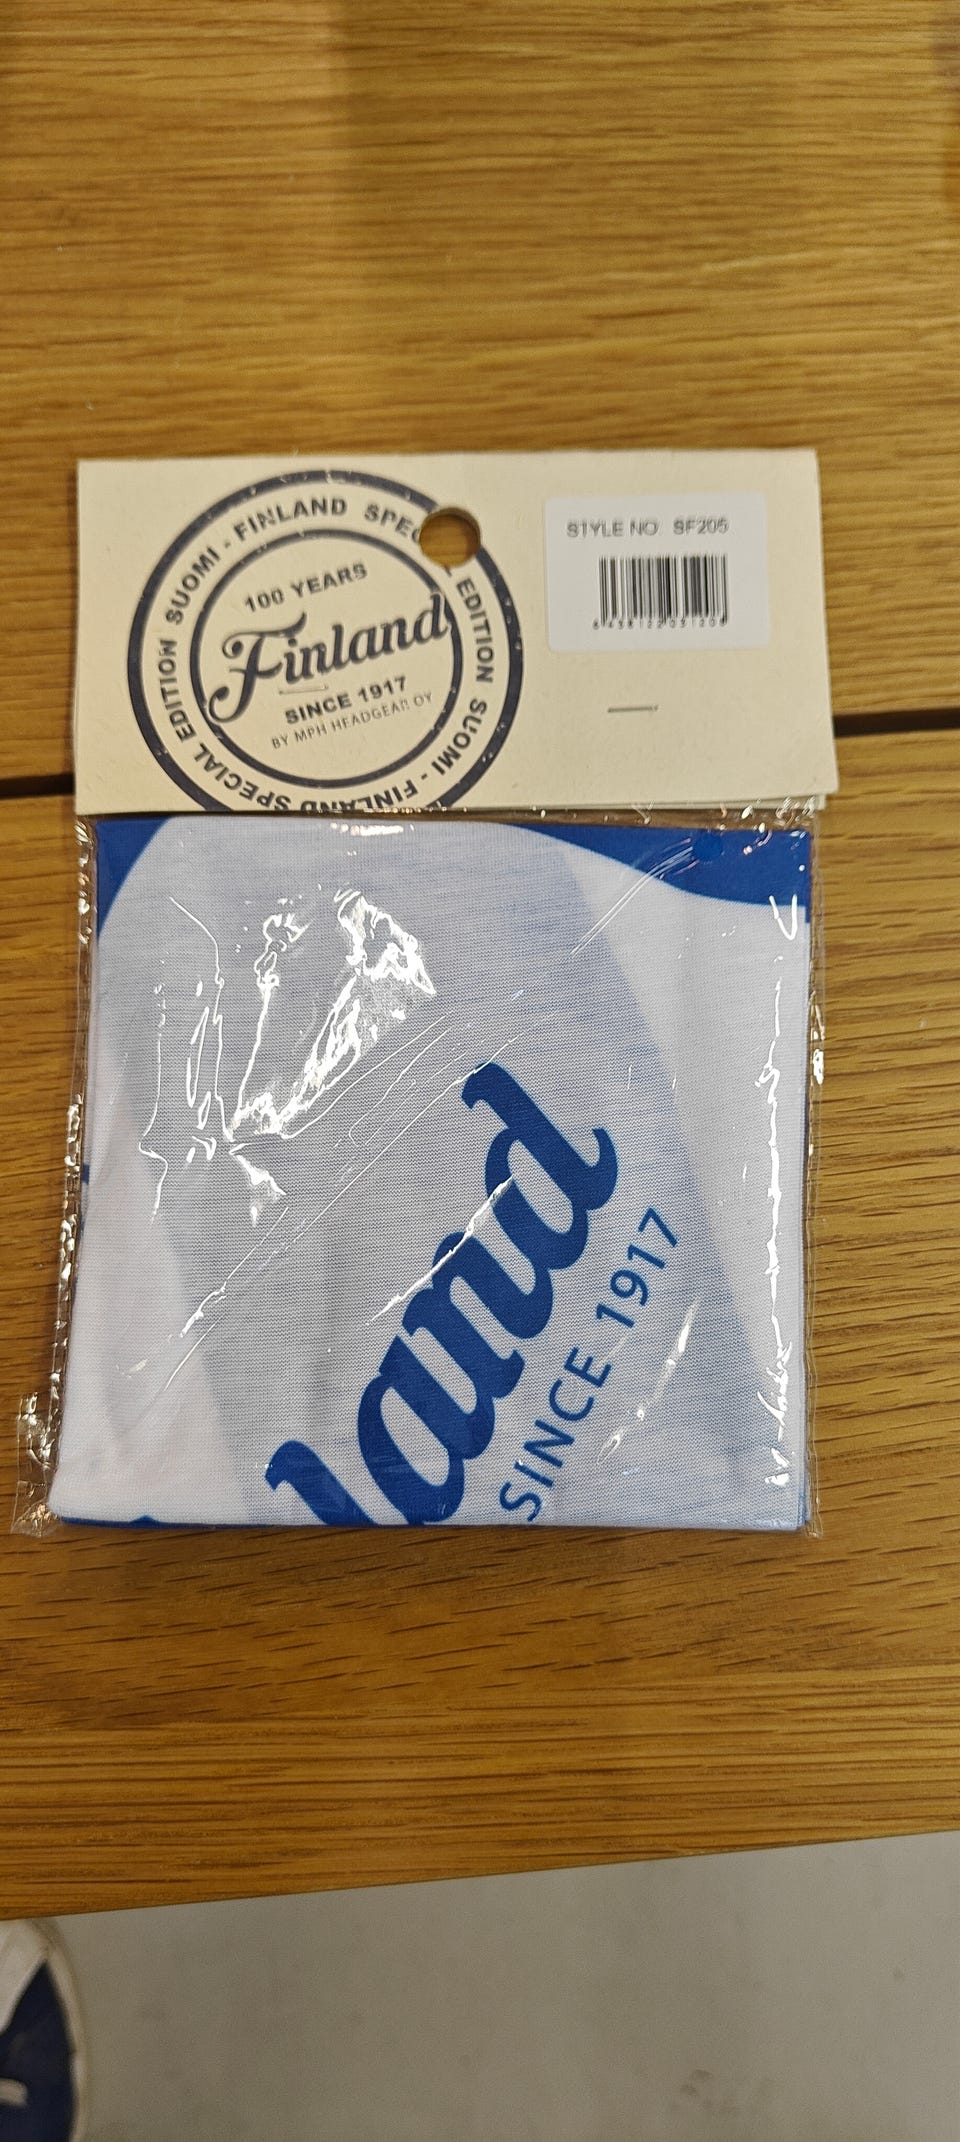 SUOMI - FINLAND SPEC
EDITION SUOMI - FINLAND SPECIAL EDITION
100 YEARS
Finland
SINCE 1917
BY MPH HEADGEAR OY
STYLE NO. SF205
land
SINCE 1917